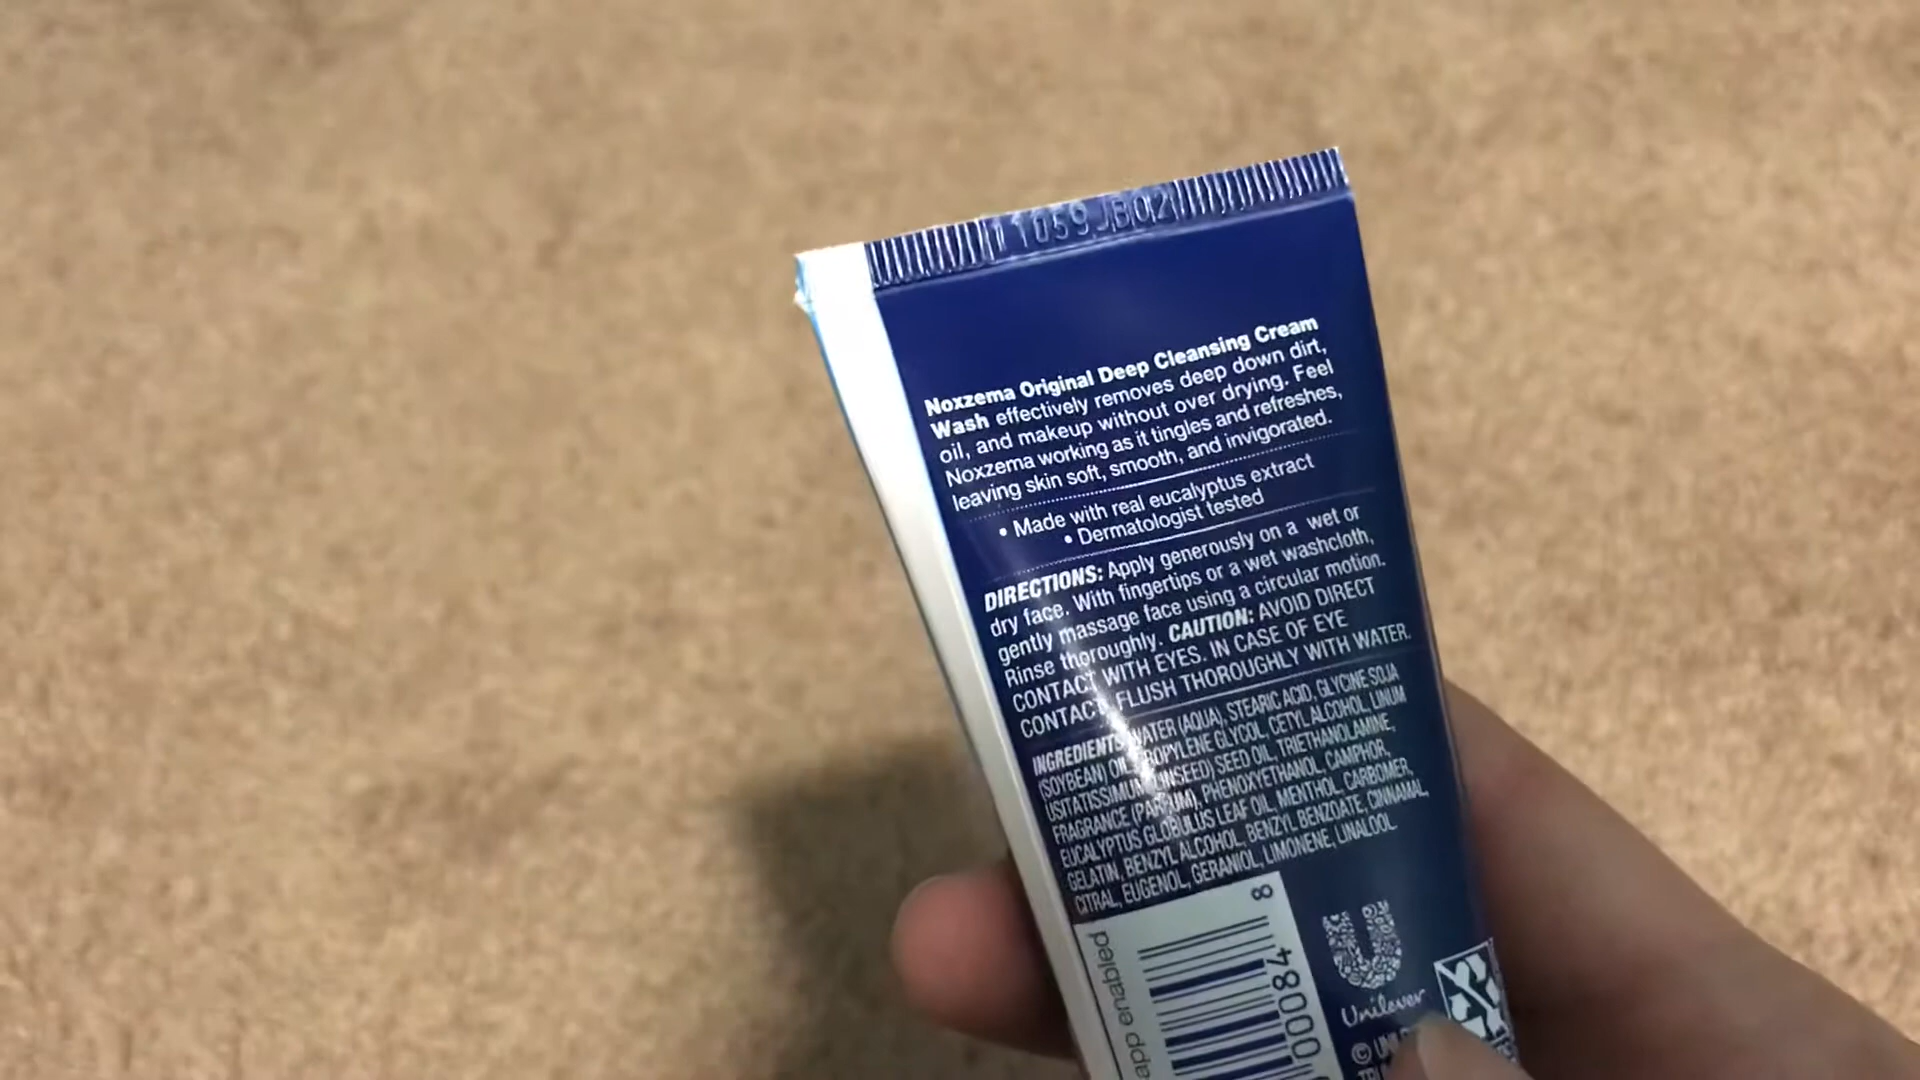 11059JB02
Noxzema Original Deep Cleansing Cream
Wash effectively removes deep down dirt,
oil, and makeup without over drying. Feel
Noxzema working as it tingles and refreshes,
leaving skin soft, smooth, and invigorated.
• Made with real eucalyptus extract
• Dermatologist tested
DIRECTIONS: Apply generously on a wet or
dry face. With fingertips or a wet washcloth,
gently massage face using a circular motion.
Rinse thoroughly. CAUTION: AVOID DIRECT
CONTACT WITH EYES. IN CASE OF EYE
CONTACT, FLUSH THOROUGHLY WITH WATER.
INGREDIENTS: WATER (AQUA), STEARIC ACID, GLYCINE SOJA
(SOYBEAN) OIL, PROPYLENE GLYCOL, CETYL ALCOHOL, LINUM
USITATISSIMUM (LINSEED) SEED OIL, TRIETHANOLAMINE,
FRAGRANCE (PARFUM), PHENOXYETHANOL, CAMPHOR,
EUCALYPTUS GLOBULUS LEAF OIL, MENTHOL, CARBOMER,
GELATIN, BENZYL ALCOHOL, BENZYL BENZOATE, CINNAMAL,
CITRAL, EUGENOL, GERANIOL, LIMONENE, LINALOOL.
app enabled
00084 8
Unilever
©